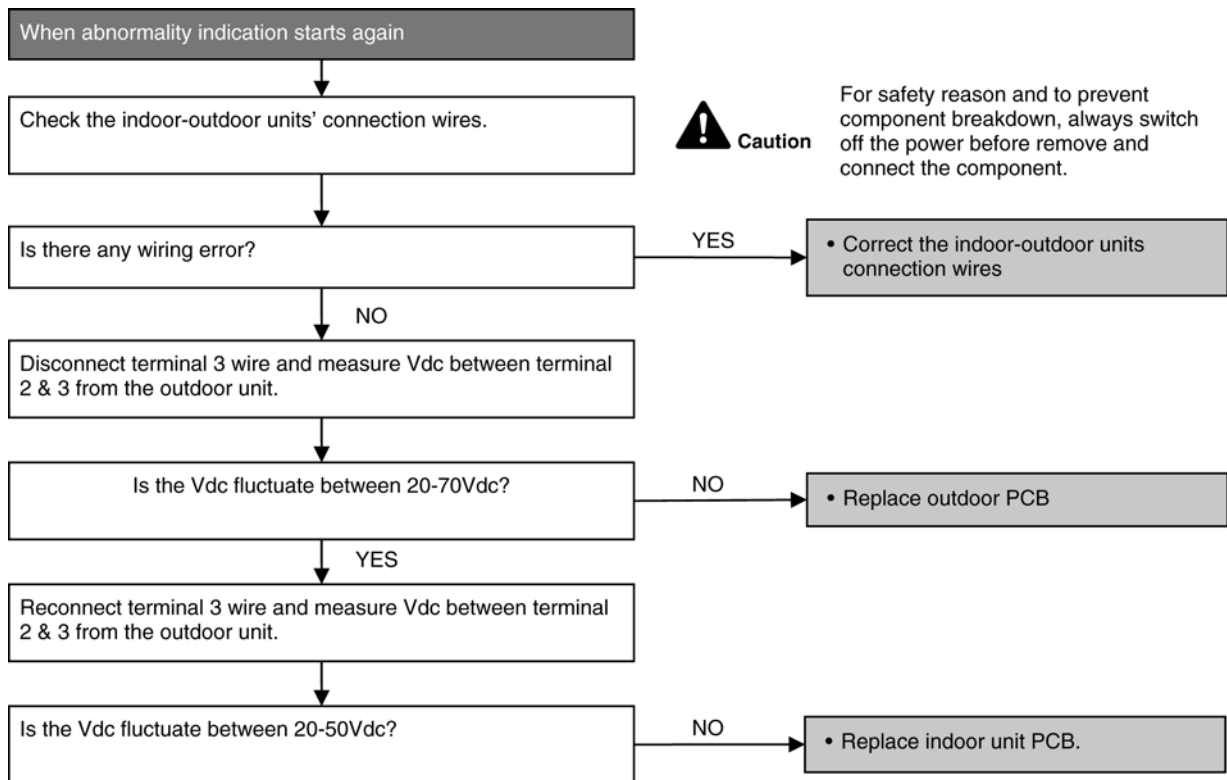 When abnormality indication starts again
Check the indoor-outdoor units' connection wires.
Caution
For safety reason and to prevent
component breakdown, always switch
off the power before remove and
connect the component.
Is there any wiring error?
YES
• Correct the indoor-outdoor units
connection wires
NO
Disconnect terminal 3 wire and measure Vdc between terminal
2 & 3 from the outdoor unit.
Is the Vdc fluctuate between 20-70Vdc?
NO
• Replace outdoor PCB
YES
Reconnect terminal 3 wire and measure Vdc between terminal
2 & 3 from the outdoor unit.
Is the Vdc fluctuate between 20-50Vdc?
NO
• Replace indoor unit PCB.